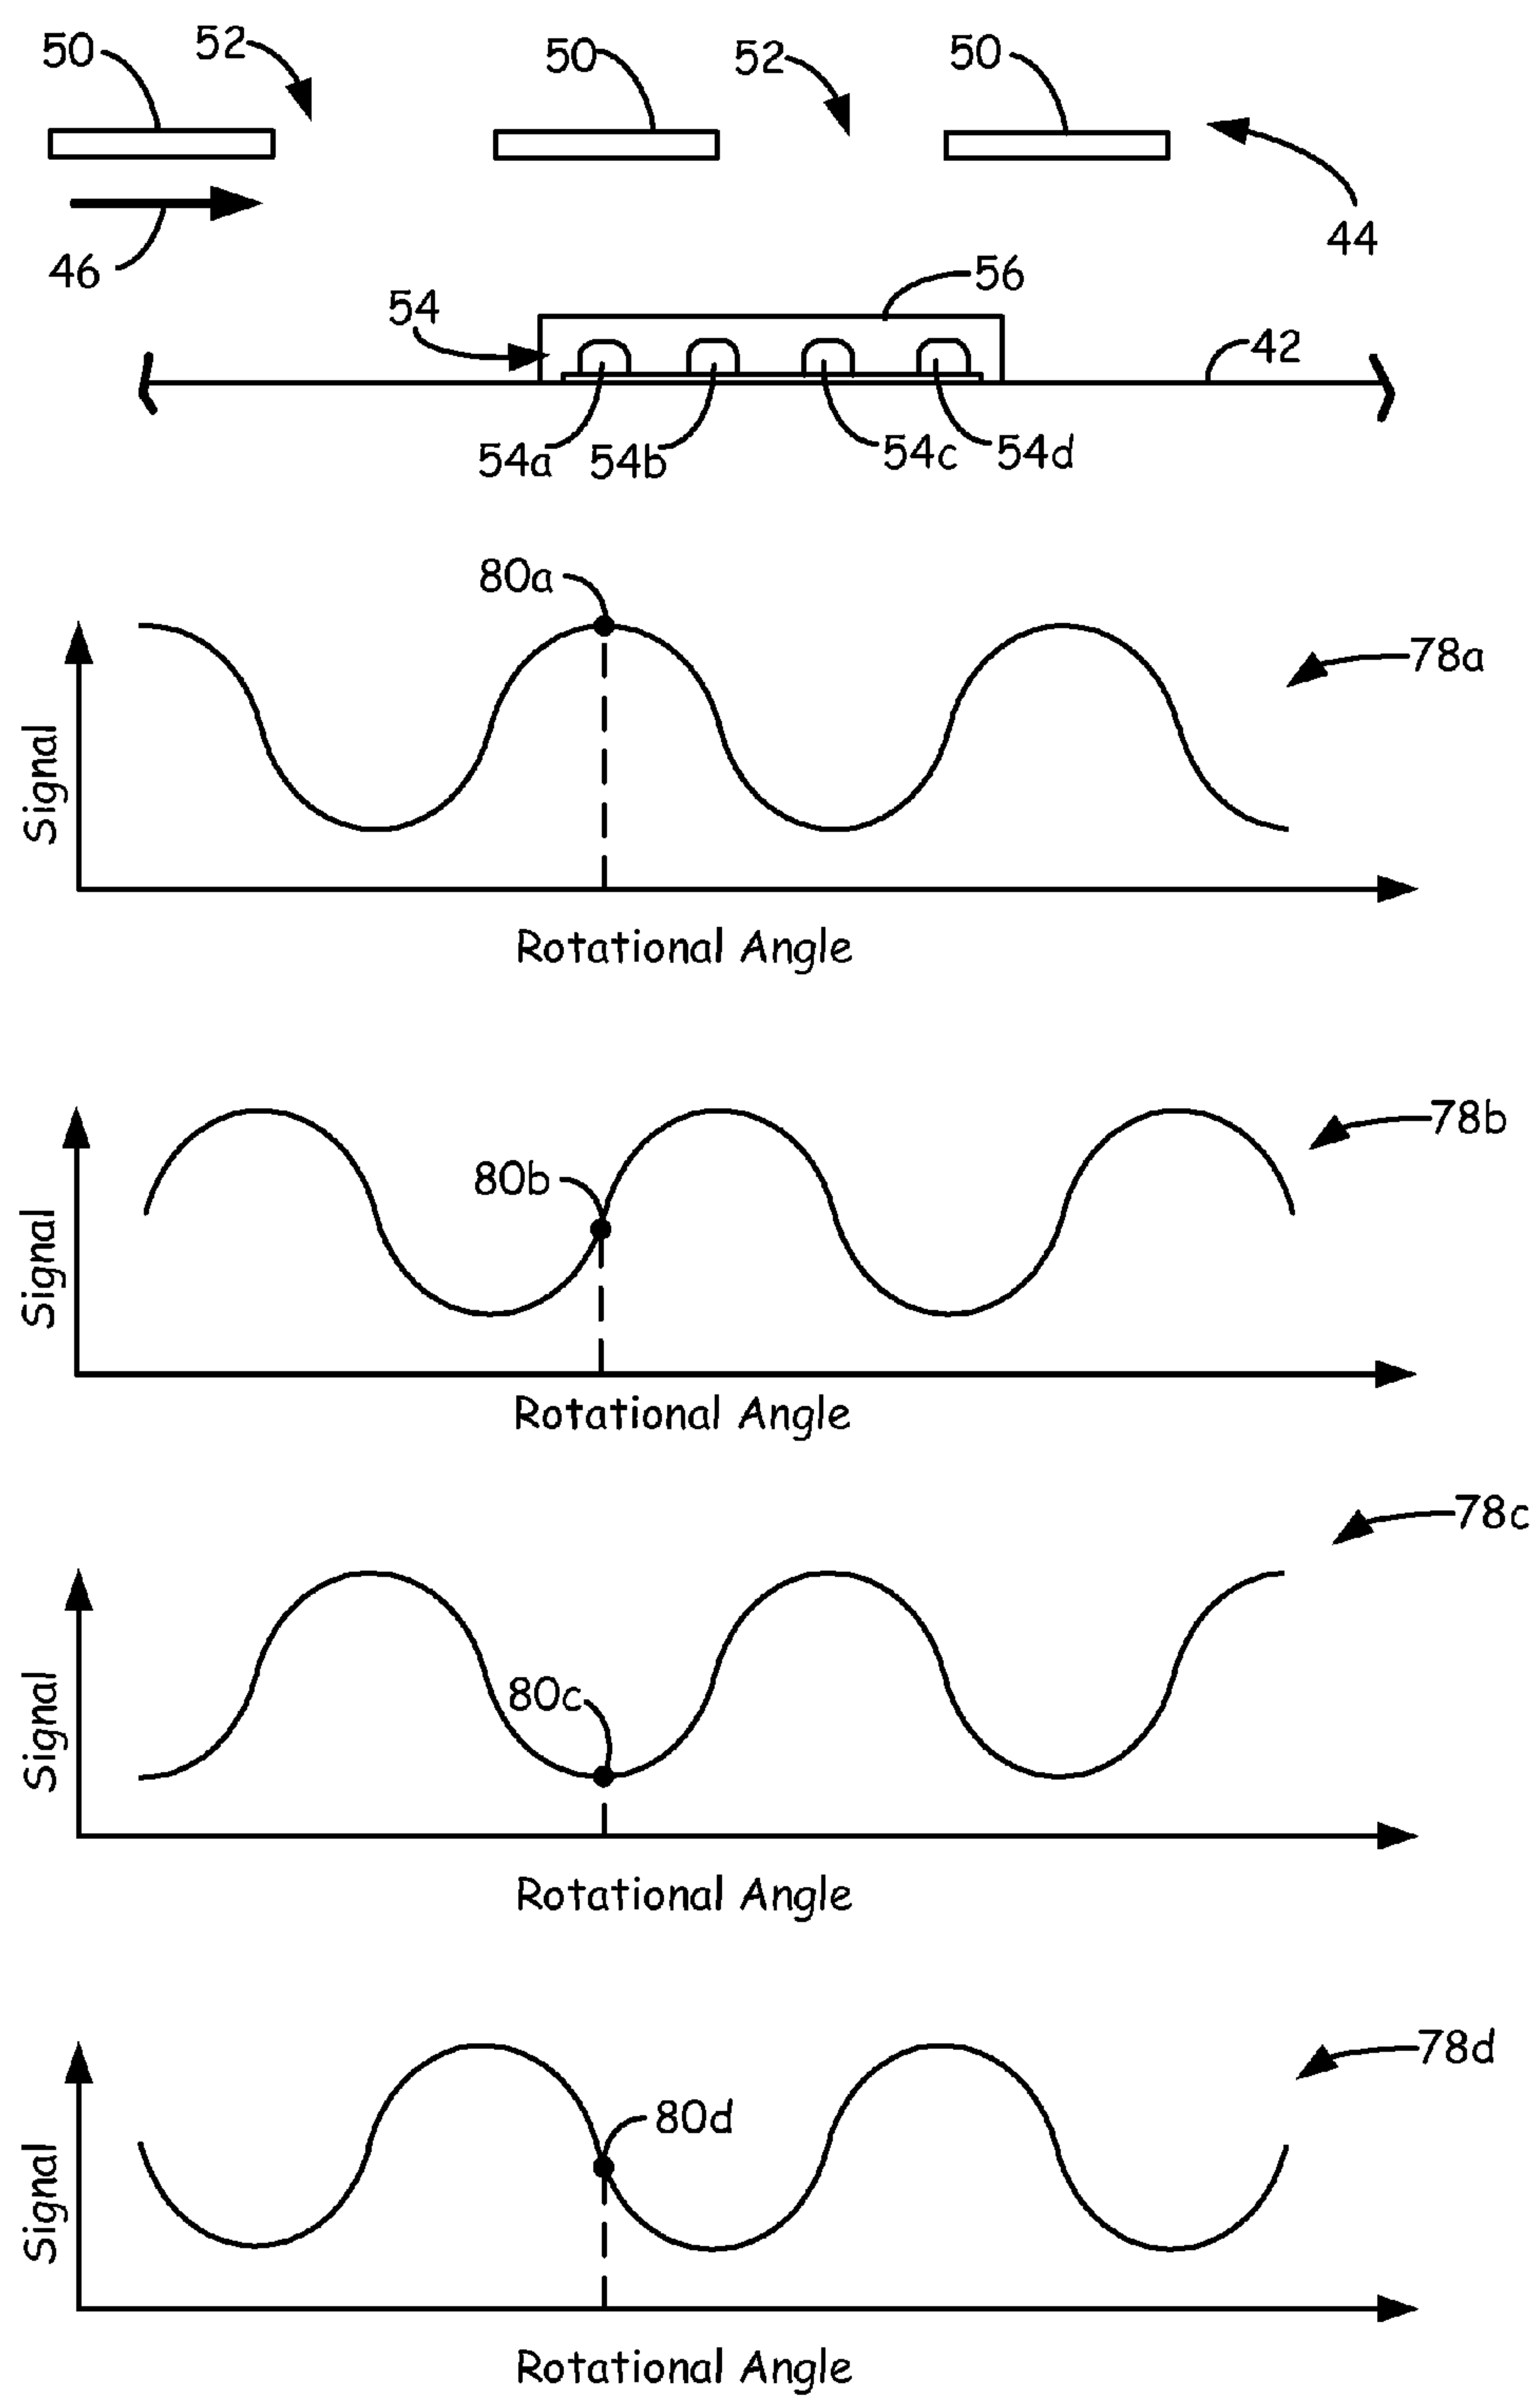 50 52 50 52 50
44
46
56
54
42
54a 54b 54c 54d
80a
78a
Signal
Rotational Angle
78b
80b
Signal
Rotational Angle
78c
80c
Signal
Rotational Angle
78d
80d
Signal
Rotational Angle